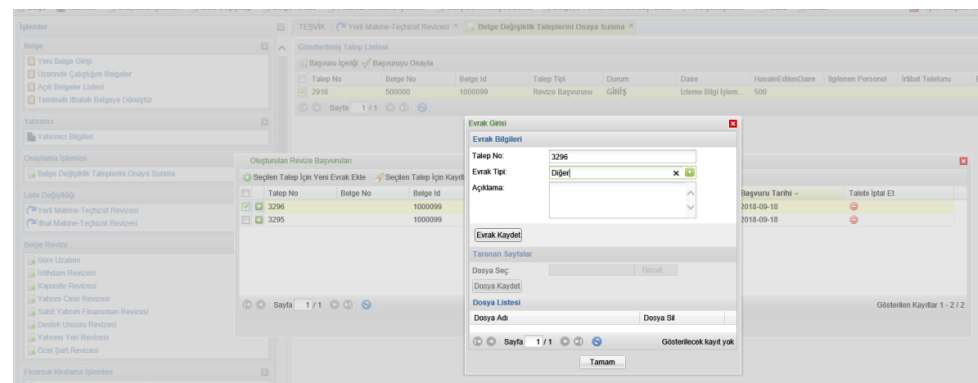 İşlemler
TEŞVİK
Yerli Makine-Teçhizat Revizesi
Belge Değişiklik Taleplerini Onaya Sunma
Belge
Yeni Belge Girişi
Üzerinde Çalıştığım Belgeler
Açık Belgeler Listesi
Teminatlı İthalatı Belgeye Dönüştür
Gönderilmiş Talep Listesi
Başvuru İçeriği
Başvuruyu Onayla
Talep No Belge No Belge Id Talep Tipi Durum Daire HavaleEdilenDaire İlgilenen Personel İrtibat Telefonu
2916 500000 1000099 Revize Başvurusu GİRİŞ İzleme Bilgi İşlem... 500
Sayfa 1 / 1
Yatırımcı
Yatırımcı Bilgileri
Onaylama İşlemleri
Belge Değişiklik Taleplerini Onaya Sunma
Liste Değişikliği
Yerli Makine-Teçhizat Revizesi
İthal Makine-Teçhizat Revizesi
Belge Revize
Süre Uzatımı
İstihdam Revizesi
Kapasite Revizesi
Yatırım Cinsi Revizesi
Sabit Yatırım Finansman Revizesi
Destek Unsuru Revizesi
Yatırım Yeri Revizesi
Özel Şart Revizesi
Finansal Kiralama İşlemleri
Oluşturulan Revize Başvuruları
Seçilen Talep İçin Yeni Evrak Ekle
Seçilen Talep İçin Kayıtlı
Talep No Belge No Belge Id Başvuru Tarihi Talebi İptal Et
3296 1000099 2018-09-18
3295 1000099 2018-09-18
Sayfa 1 / 1
Gösterilen Kayıtlar 1 - 2 / 2
Evrak Girişi
Evrak Bilgileri
Talep No: 3296
Evrak Tipi: Diğer
Açıklama:
Evrak Kaydet
Taranan Sayfalar
Dosya Seç: Gözat...
Dosya Kaydet
Dosya Listesi
Dosya Adı Dosya Sil
Sayfa 1 / 1 Gösterilecek kayıt yok
Tamam